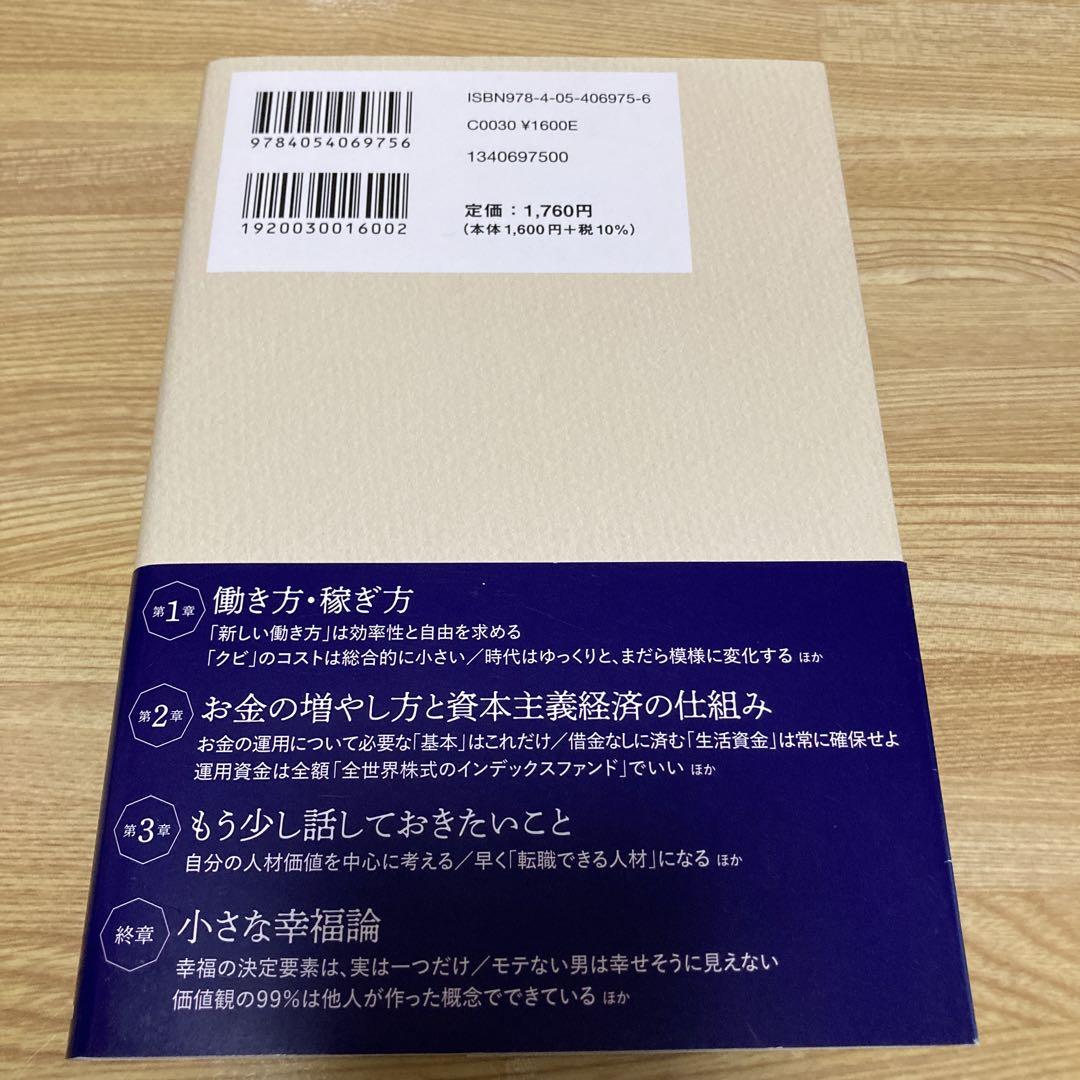 9784054069756
1920030016002
ISBN978-4-05-406975-6
C0030 ¥1600E
1340697500
定価：1,760円
(本体1,600円＋税10%)
第1章 働き方・稼ぎ方
「新しい働き方」は効率性と自由を求める
「クビ」のコストは総合的に小さい／時代はゆっくりと、まだら模様に変化する ほか
第2章 お金の増やし方と資本主義経済の仕組み
お金の運用について必要な「基本」はこれだけ／借金なしに済む「生活資金」は常に確保せよ
運用資金は全額「全世界株式のインデックスファンド」でいい ほか
第3章 もう少し話しておきたいこと
自分の人材価値を中心に考える／早く「転職できる人材」になる ほか
終章 小さな幸福論
幸福の決定要素は、実は一つだけ／モテない男は幸せそうに見えない
価値観の99%は他人が作った概念でできている ほか